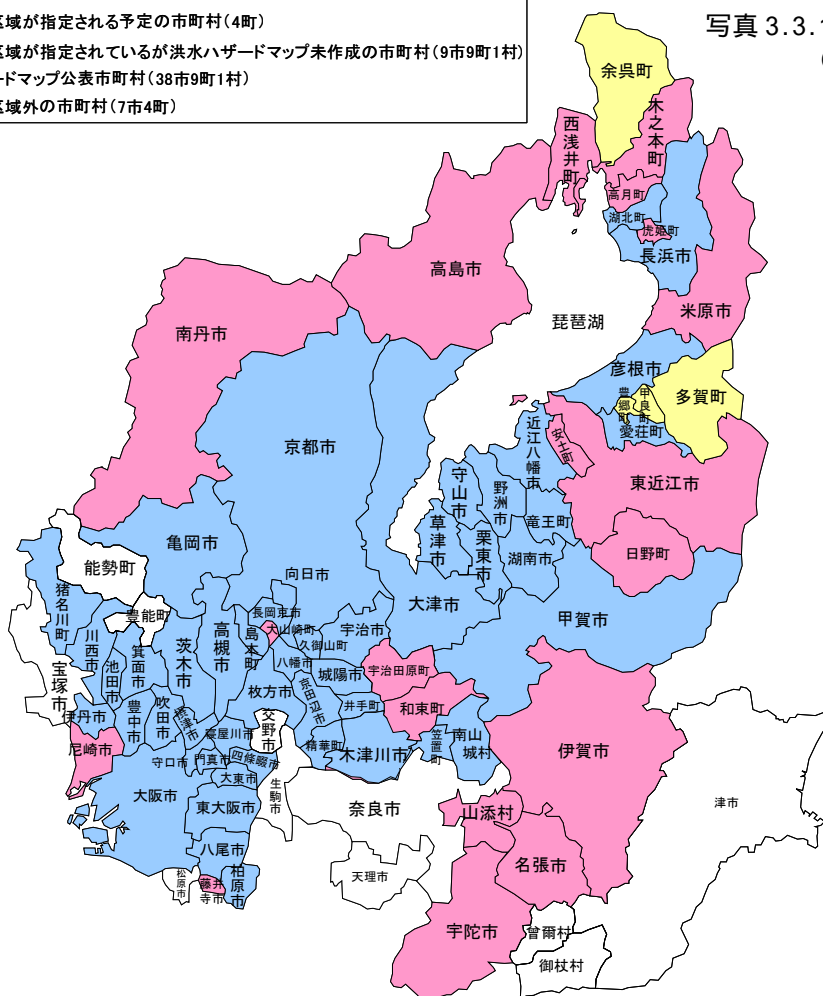 区域が指定される予定の市町村(4町)
区域が指定されているが洪水ハザードマップ未作成の市町村(9市9町1村)
ードマップ公表市町村(38市9町1村)
区域外の市町村(7市4町)
写真 3.3.1
余呉町
木之本町
西浅井町
高月町
湖北町
虎姫町
長浜市
高島市
米原市
琵琶湖
南丹市
彦根市
豊郷町
甲良町
多賀町
愛荘町
京都市
近江八幡市
安土町
東近江市
守山市
野洲市
竜王町
草津市
栗東市
湖南市
日野町
亀岡市
能勢町
向日市
大津市
甲賀市
猪名川町
豊能町
川西市
池田市
箕面市
茨木市
高槻市
島本町
長岡京市
大山崎町
久御山町
宇治市
八幡市
城陽市
宇治田原町
宝塚市
伊丹市
豊中市
吹田市
摂津市
枚方市
京田辺市
井手町
和束町
交野市
寝屋川市
精華町
木津川市
笠置町
南山
城村
伊賀市
尼崎市
守口市
門真市
四條畷市
大東市
生駒市
大阪市
東大阪市
奈良市
山添村
津市
八尾市
柏原市
松原市
藤井
寺市
天理市
名張市
宇陀市
曾爾村
御杖村